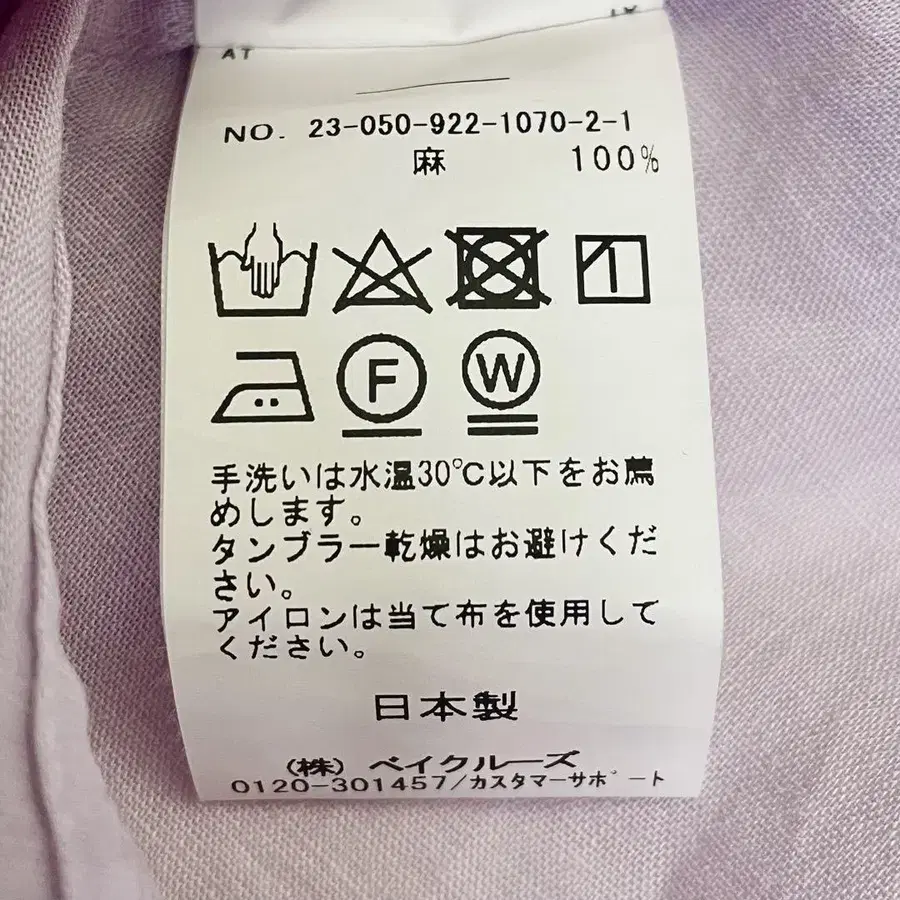 AT
NO. 23-050-922-1070-2-1
麻 100%
F
W
手洗いは水温30℃以下をお薦
めします。
タンブラー乾燥はお避けくだ
さい。
アイロンは当て布を使用して
ください。
日本製
(株) ベイクルーズ
0120-301457/カスタマーサポート